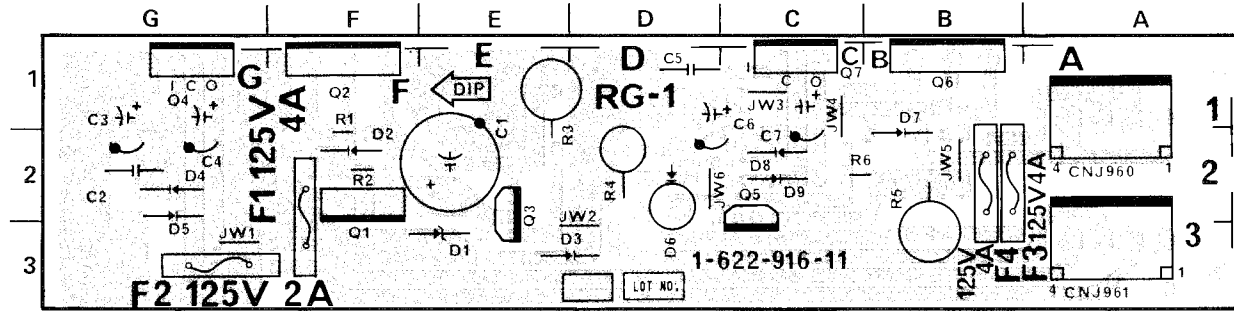 G F E D C B A
1
2
3
I C O
Q4
G
C3
C4
C2
D4
D5
JW1
F1 125V 4A
F2 125V 2A
Q2
R1
D2
R2
Q1
F
DIP
E
C1
Q3
D1
R3
JW2
D3
D
RG-1
R4
D6
LOT NO.
C5
I C O
Q7
C
JW3
JW4
C6
C7
D8
D9
JW6
Q5
R6
1-622-916-11
B
Q6
D7
JW5
R5
125V 4A
F4
F3 125V 4A
A
4 CNJ960 1
4 CNJ961 1
1
2
3